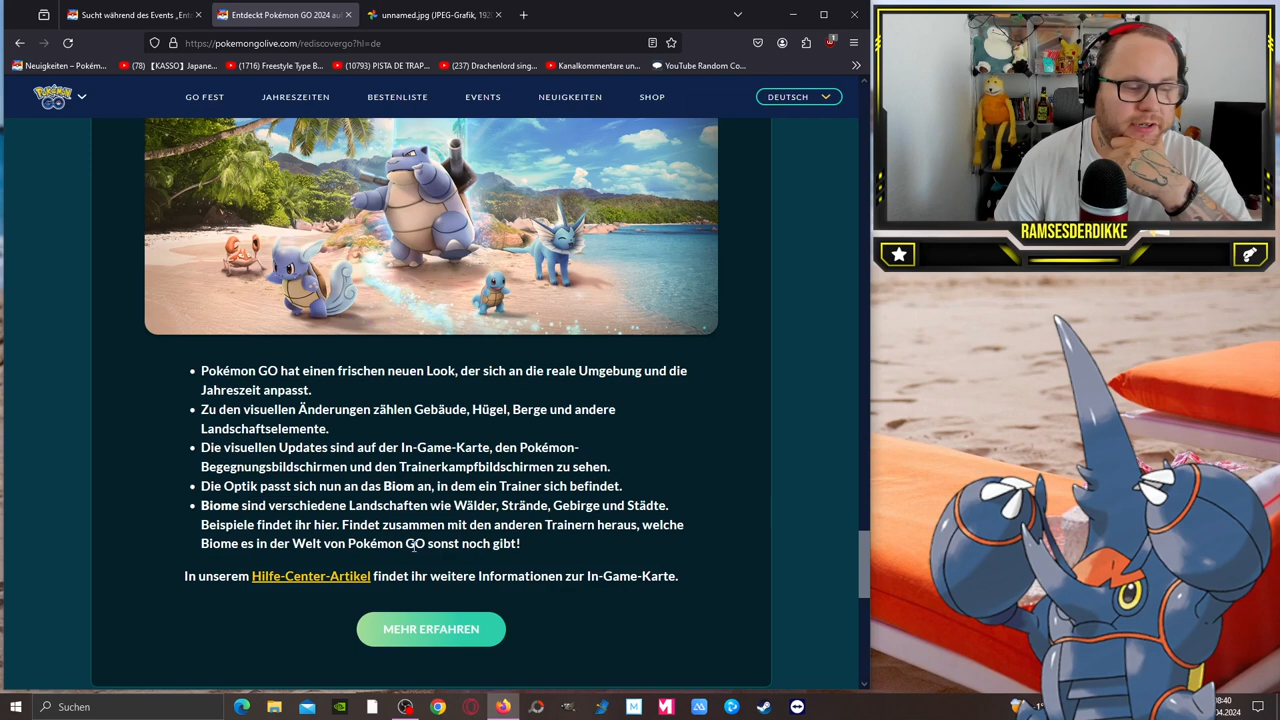 Sucht während des Events „Ent
Entdeckt Pokémon GO 2024 auf
unnamed.jpg (JPEG-Grafik, 192
https://pokemongolive.com/rediscovergo?hl=de
Neuigkeiten – Pokém...
(78) 【KASSO】Japane...
(1716) Freestyle Type B...
(10793) PISTA DE TRAP...
(237) Drachenlord sing...
Kanalkommentare un...
YouTube Random Co...
Pokémon GO
GO FEST
JAHRESZEITEN
BESTENLISTE
EVENTS
NEUIGKEITEN
SHOP
DEUTSCH
RAMSESDERDIKKE
Pokémon GO hat einen frischen neuen Look, der sich an die reale Umgebung und die
Jahreszeit anpasst.
Zu den visuellen Änderungen zählen Gebäude, Hügel, Berge und andere
Landschaftselemente.
Die visuellen Updates sind auf der In-Game-Karte, den Pokémon-
Begegnungsbildschirmen und den Trainerkampfbildschirmen zu sehen.
Die Optik passt sich nun an das Biom an, in dem ein Trainer sich befindet.
Biome sind verschiedene Landschaften wie Wälder, Strände, Gebirge und Städte.
Beispiele findet ihr hier. Findet zusammen mit den anderen Trainern heraus, welche
Biome es in der Welt von Pokémon GO sonst noch gibt!
In unserem Hilfe-Center-Artikel findet ihr weitere Informationen zur In-Game-Karte.
MEHR ERFAHREN
Suchen